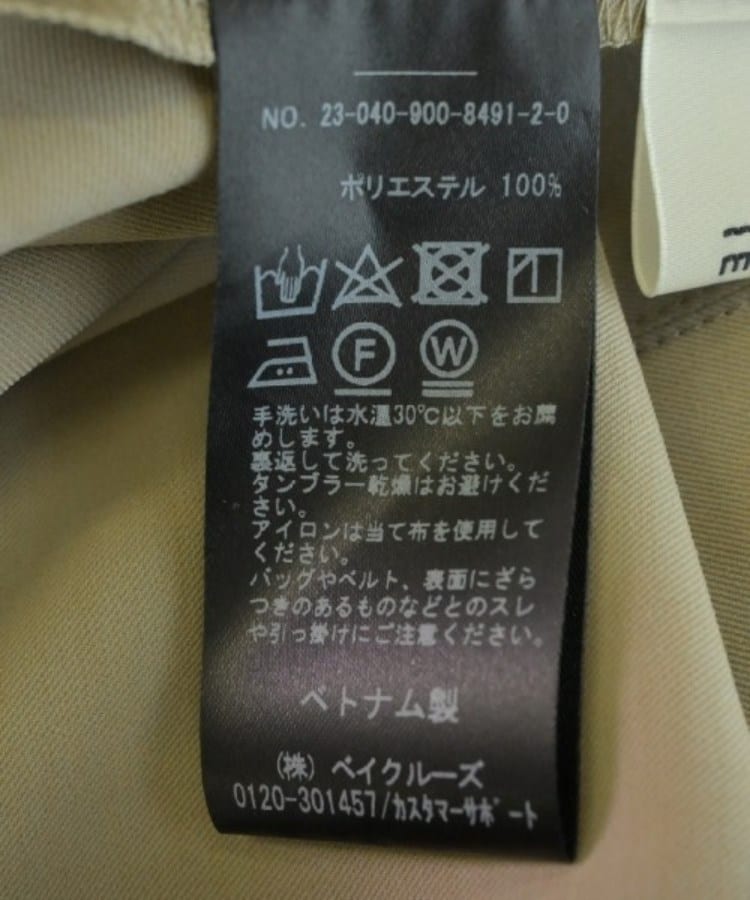 NO. 23-040-900-8491-2-0
ポリエステル 100%
F
W
手洗いは水温30℃以下をお薦
めします。
裏返して洗ってください。
タンブラー乾燥はお避けくだ
さい。
アイロンは当て布を使用して
ください。
バッグやベルト、表面にざら
つきのあるものなどとのスレ
や引っ掛けにご注意ください。
ベトナム製
(株) ベイクルーズ
0120-301457/カスタマーサポート